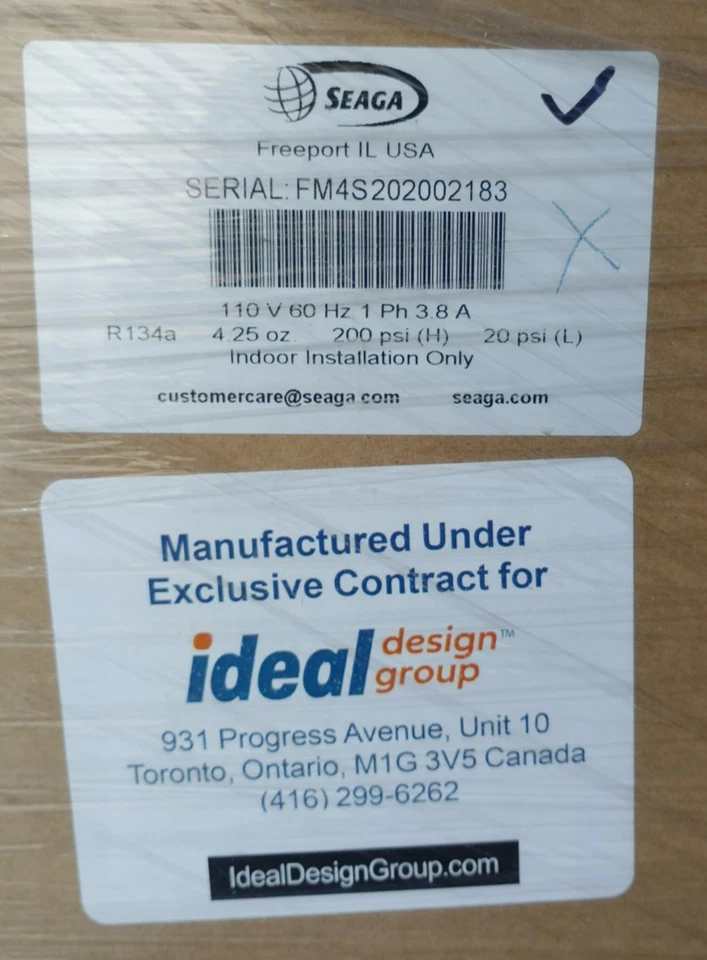 SEAGA
Freeport IL USA
SERIAL: FM4S202002183
110 V 60 Hz 1 Ph 3.8 A
R134a 4.25 oz. 200 psi (H) 20 psi (L)
Indoor Installation Only
customercare@seaga.com seaga.com
Manufactured Under
Exclusive Contract for
ideal design group™
931 Progress Avenue, Unit 10
Toronto, Ontario, M1G 3V5 Canada
(416) 299-6262
IdealDesignGroup.com